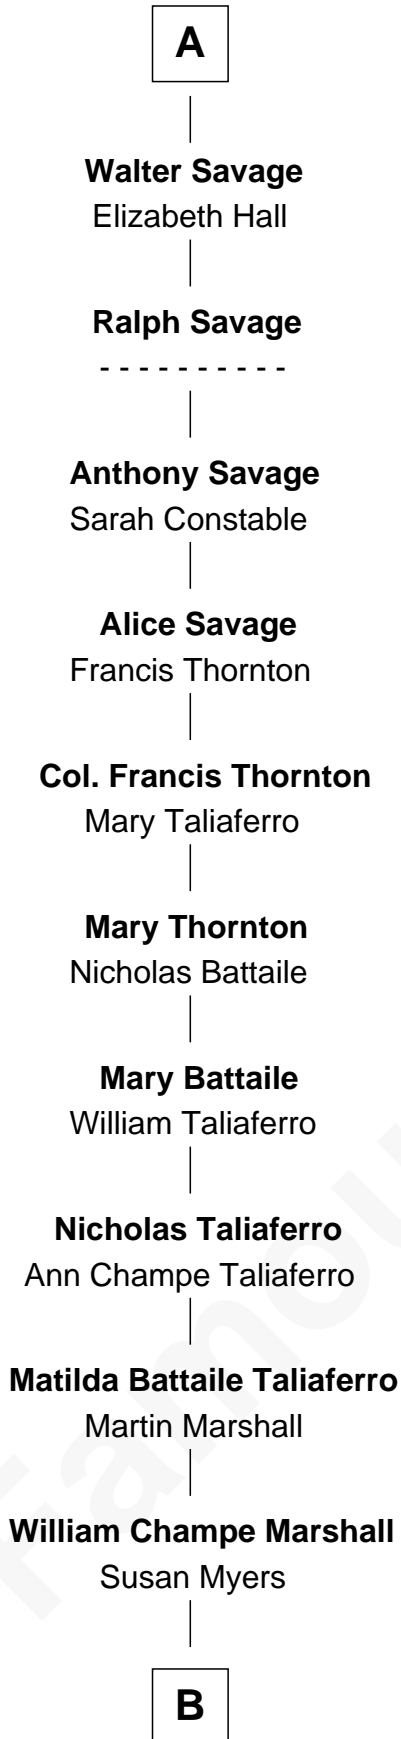 A
Walter Savage
Elizabeth Hall
Ralph Savage
- - - - - - - - - -
Anthony Savage
Sarah Constable
Alice Savage
Francis Thornton
Col. Francis Thornton
Mary Taliaferro
Mary Thornton
Nicholas Battaile
Mary Battaile
William Taliaferro
Nicholas Taliaferro
Ann Champe Taliaferro
Matilda Battaile Taliaferro
Martin Marshall
William Champe Marshall
Susan Myers
B